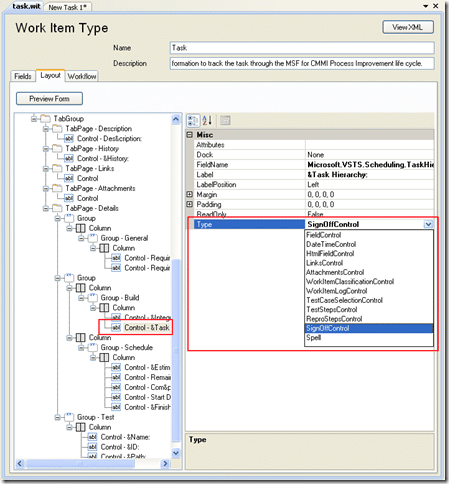 task.wit New Task 1*
Work Item Type
View XML
Name Task
Description formation to track the task through the MSF for CMMI Process Improvement life cycle.
Fields Layout Workflow
Preview Form
TabGroup
TabPage - Description
Control - Des&cription:
TabPage - History
Control - &History:
TabPage - Links
Control
TabPage - Attachments
Control
TabPage - Details
Group
Column
Group - General
Column
Control - Requir
Control - Requir
Group
Column
Group - Build
Column
Control - &Integr
Control - &Task
Column
Group - Schedule
Column
Control - &Estim
Control - Remain
Control - Com&p
Control - Start D
Control - &Finish
Group - Test
Column
Control - &Name:
Control - &ID:
Control - &Path:
Misc
Attributes
Dock None
FieldName Microsoft.VSTS.Scheduling.TaskHie
Label &Task Hierarchy:
LabelPosition Left
Margin 0, 0, 0, 0
Padding 0, 0, 0, 0
ReadOnly False
Type SignOffControl
FieldControl
DateTimeControl
HtmlFieldControl
LinksControl
AttachmentsControl
WorkItemClassificationControl
WorkItemLogControl
TestCaseSelectionControl
TestStepsControl
ReproStepsControl
SignOffControl
Spell
Type